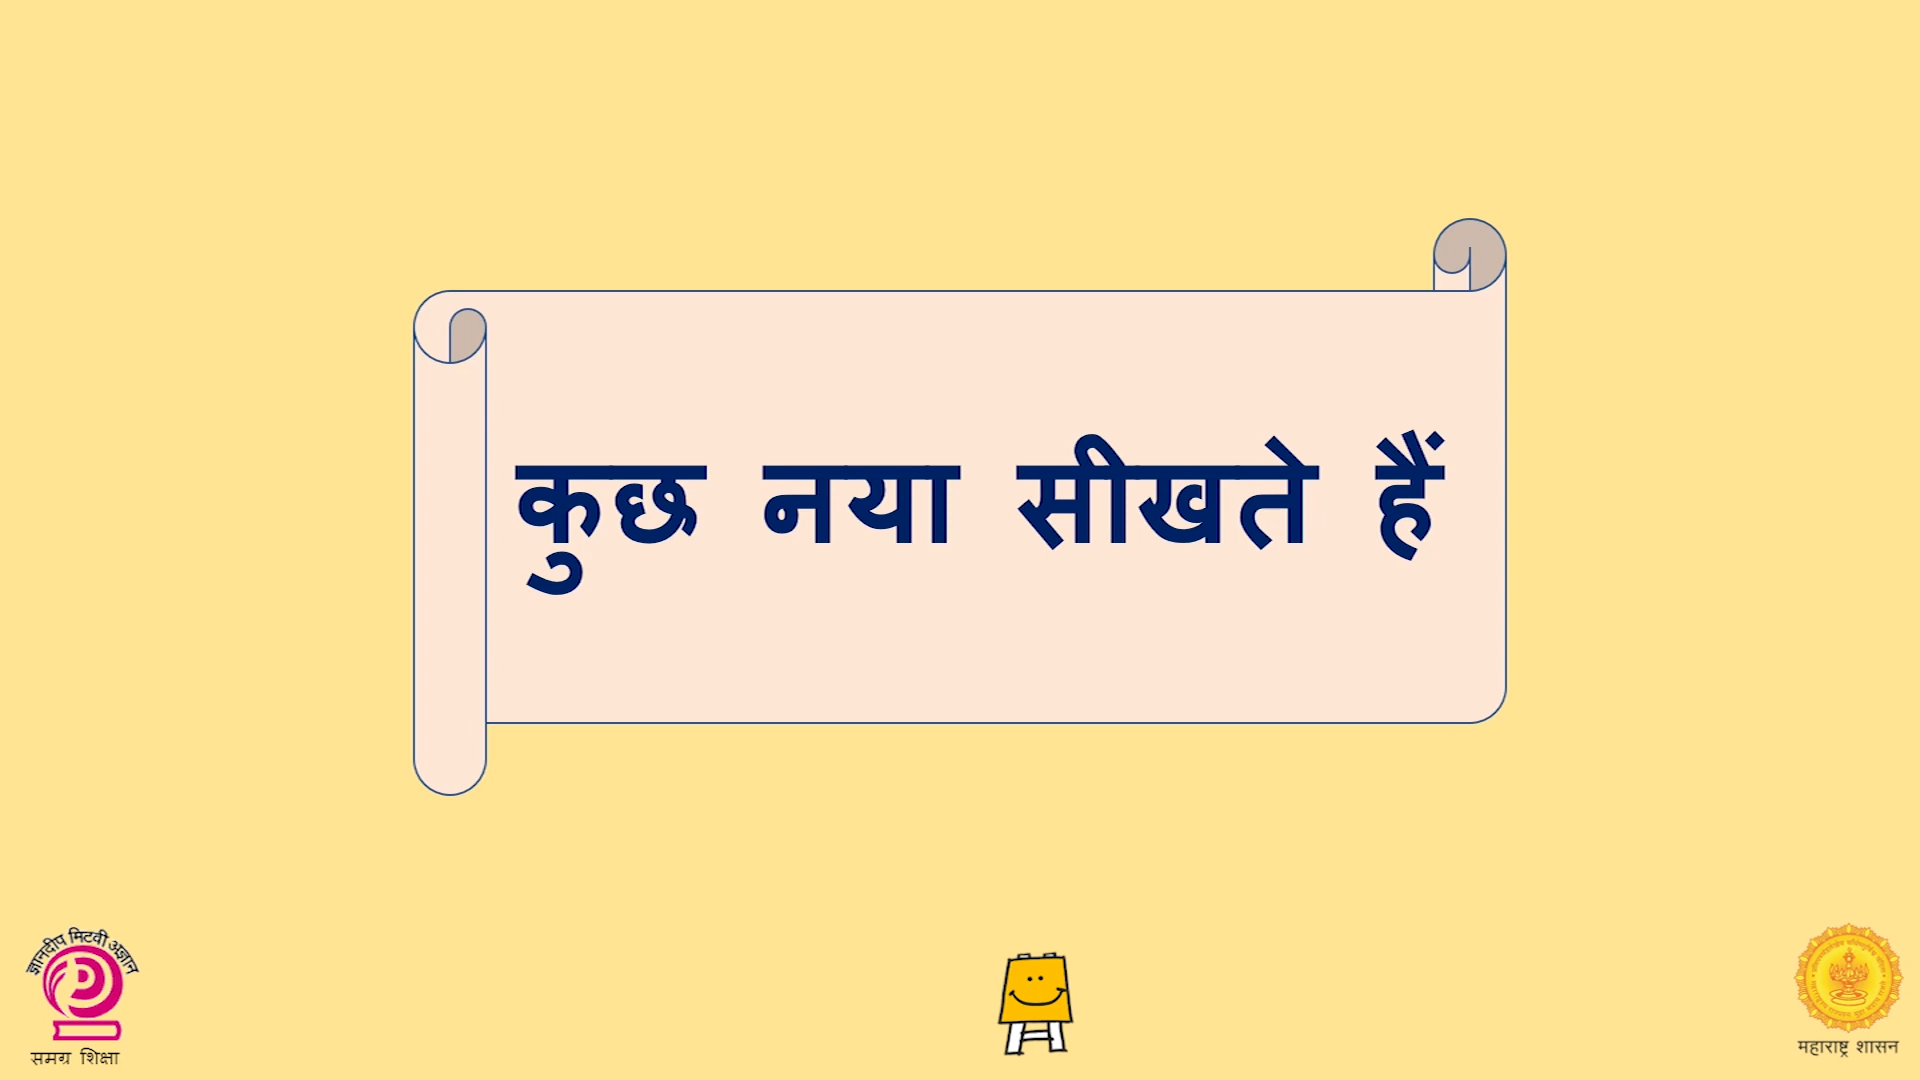 कुछ नया सीखते हैं
ज्ञानदीप मिटवी अज्ञान
समग्र शिक्षा
महाराष्ट्र शासन